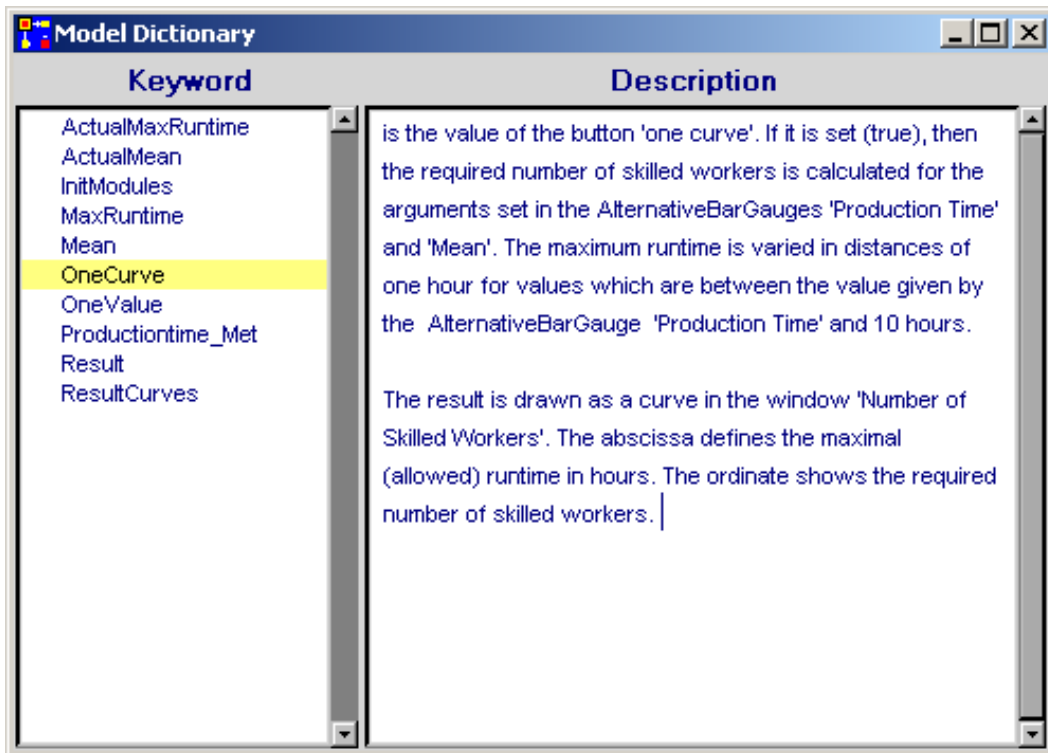 Model Dictionary
Keyword
Description
ActualMaxRuntime
ActualMean
InitModules
MaxRuntime
Mean
OneCurve
OneValue
Productiontime_Met
Result
ResultCurves
is the value of the button 'one curve'. If it is set (true), then
the required number of skilled workers is calculated for the
arguments set in the AlternativeBarGauges 'Production Time'
and 'Mean'. The maximum runtime is varied in distances of
one hour for values which are between the value given by
the  AlternativeBarGauge  'Production Time' and 10 hours.
The result is drawn as a curve in the window 'Number of
Skilled Workers'. The abscissa defines the maximal
(allowed) runtime in hours. The ordinate shows the required
number of skilled workers.